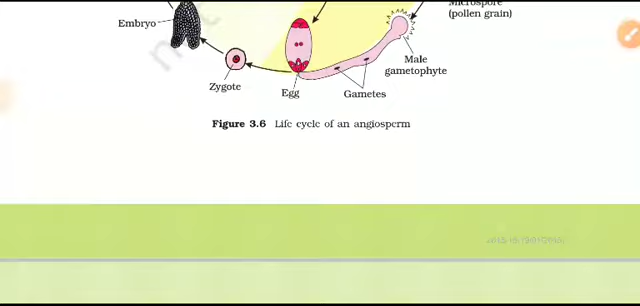 Microspore
(pollen grain)
Embryo
Male
gametophyte
Zygote
Egg
Gametes
Figure 3.6 Life cycle of an angiosperm